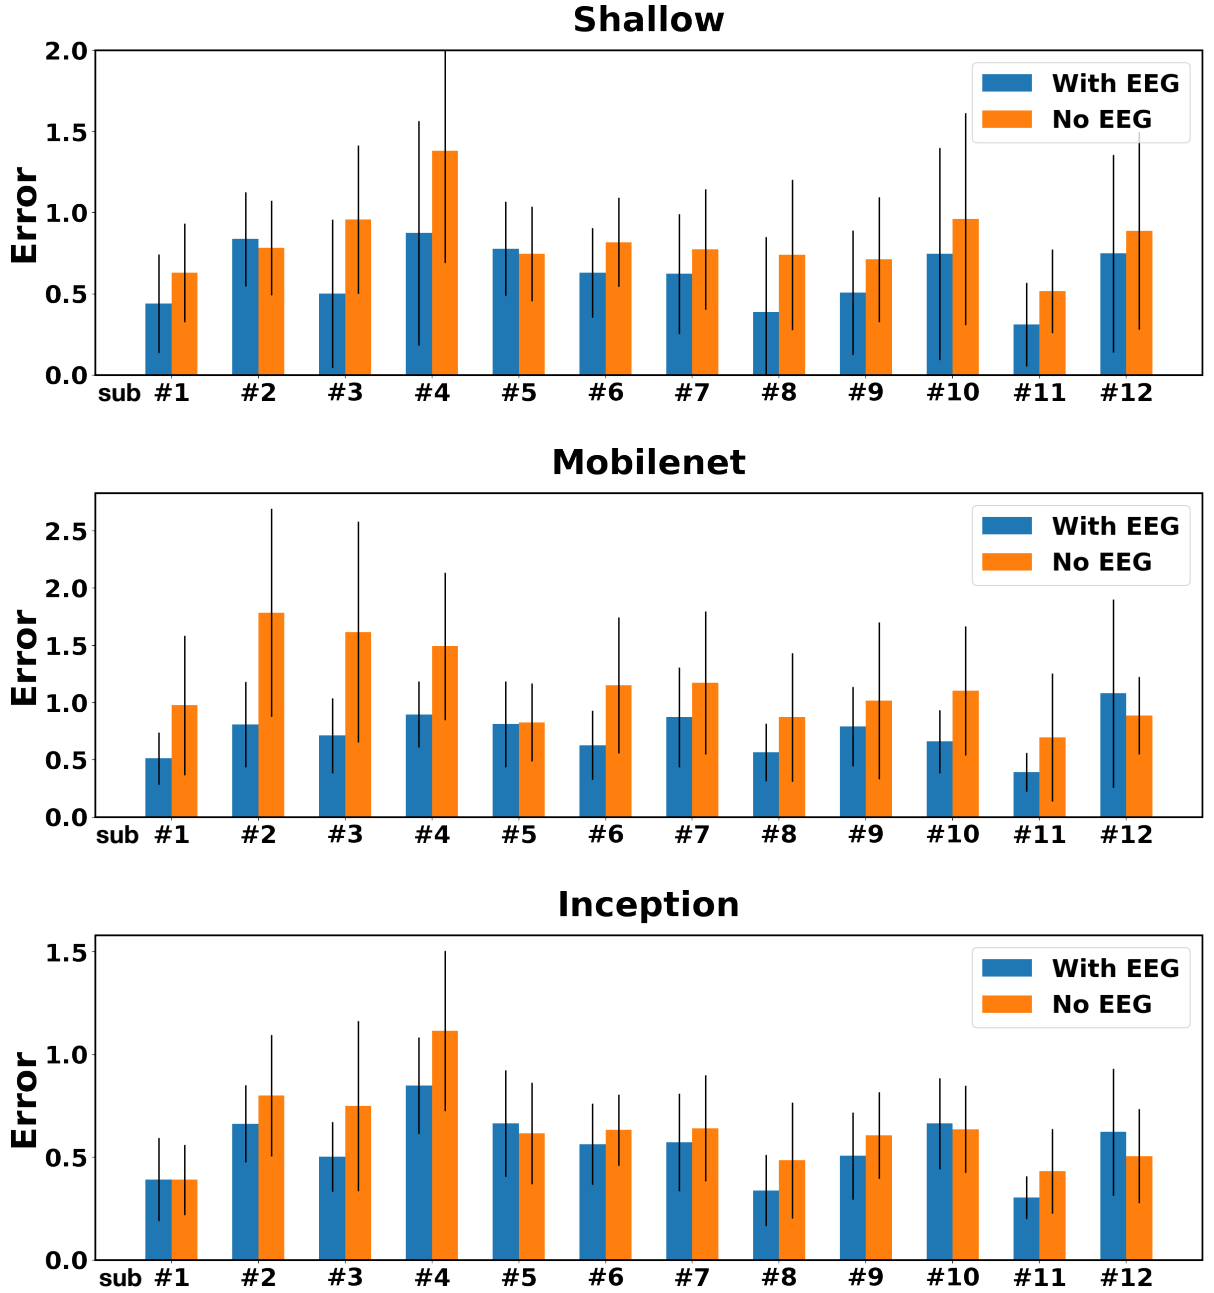 Shallow
Error
2.0
1.5
1.0
0.5
0.0
With EEG
No EEG
sub #1 #2 #3 #4 #5 #6 #7 #8 #9 #10 #11 #12
Mobilenet
Error
2.5
2.0
1.5
1.0
0.5
0.0
With EEG
No EEG
sub #1 #2 #3 #4 #5 #6 #7 #8 #9 #10 #11 #12
Inception
Error
1.5
1.0
0.5
0.0
With EEG
No EEG
sub #1 #2 #3 #4 #5 #6 #7 #8 #9 #10 #11 #12